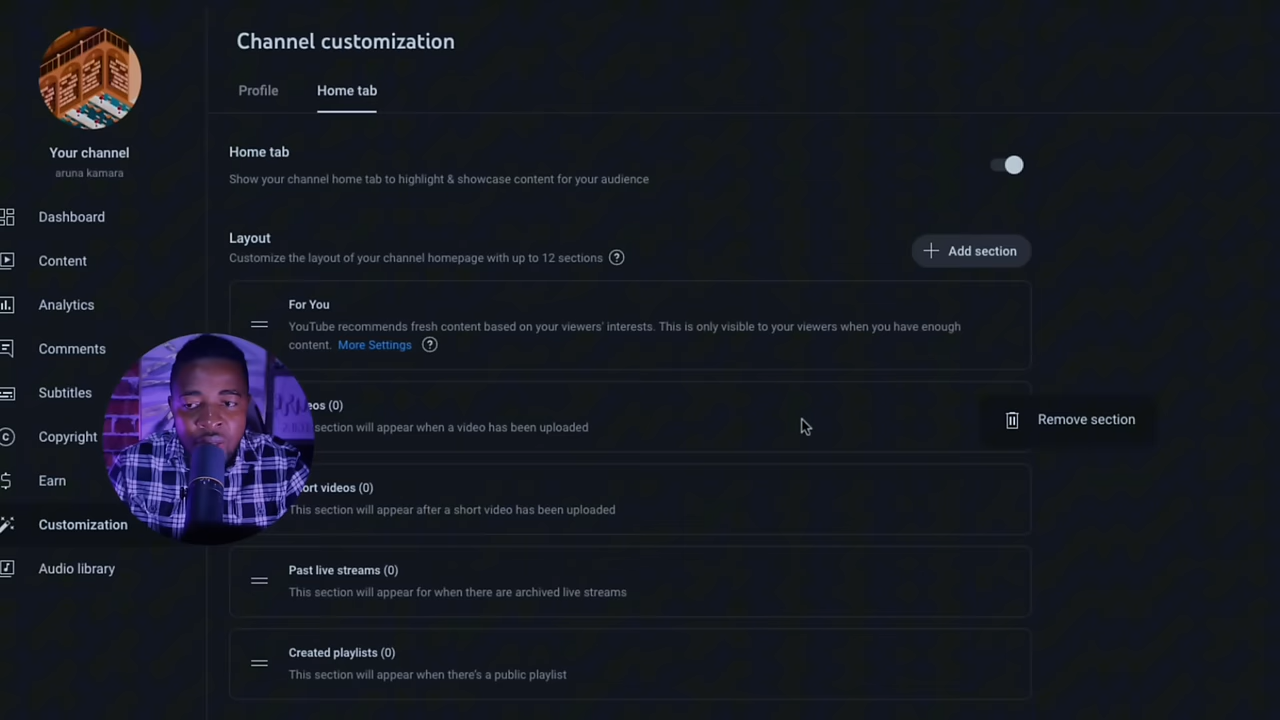 Channel customization
Profile
Home tab
Your channel
aruna kamara
Dashboard
Content
Analytics
Comments
Subtitles
Copyright
Earn
Customization
Audio library
Home tab
Show your channel home tab to highlight & showcase content for your audience
Layout
Customize the layout of your channel homepage with up to 12 sections
Add section
For You
YouTube recommends fresh content based on your viewers' interests. This is only visible to your viewers when you have enough
content. More Settings
eos (0)
section will appear when a video has been uploaded
Remove section
ort videos (0)
This section will appear after a short video has been uploaded
Past live streams (0)
This section will appear for when there are archived live streams
Created playlists (0)
This section will appear when there's a public playlist